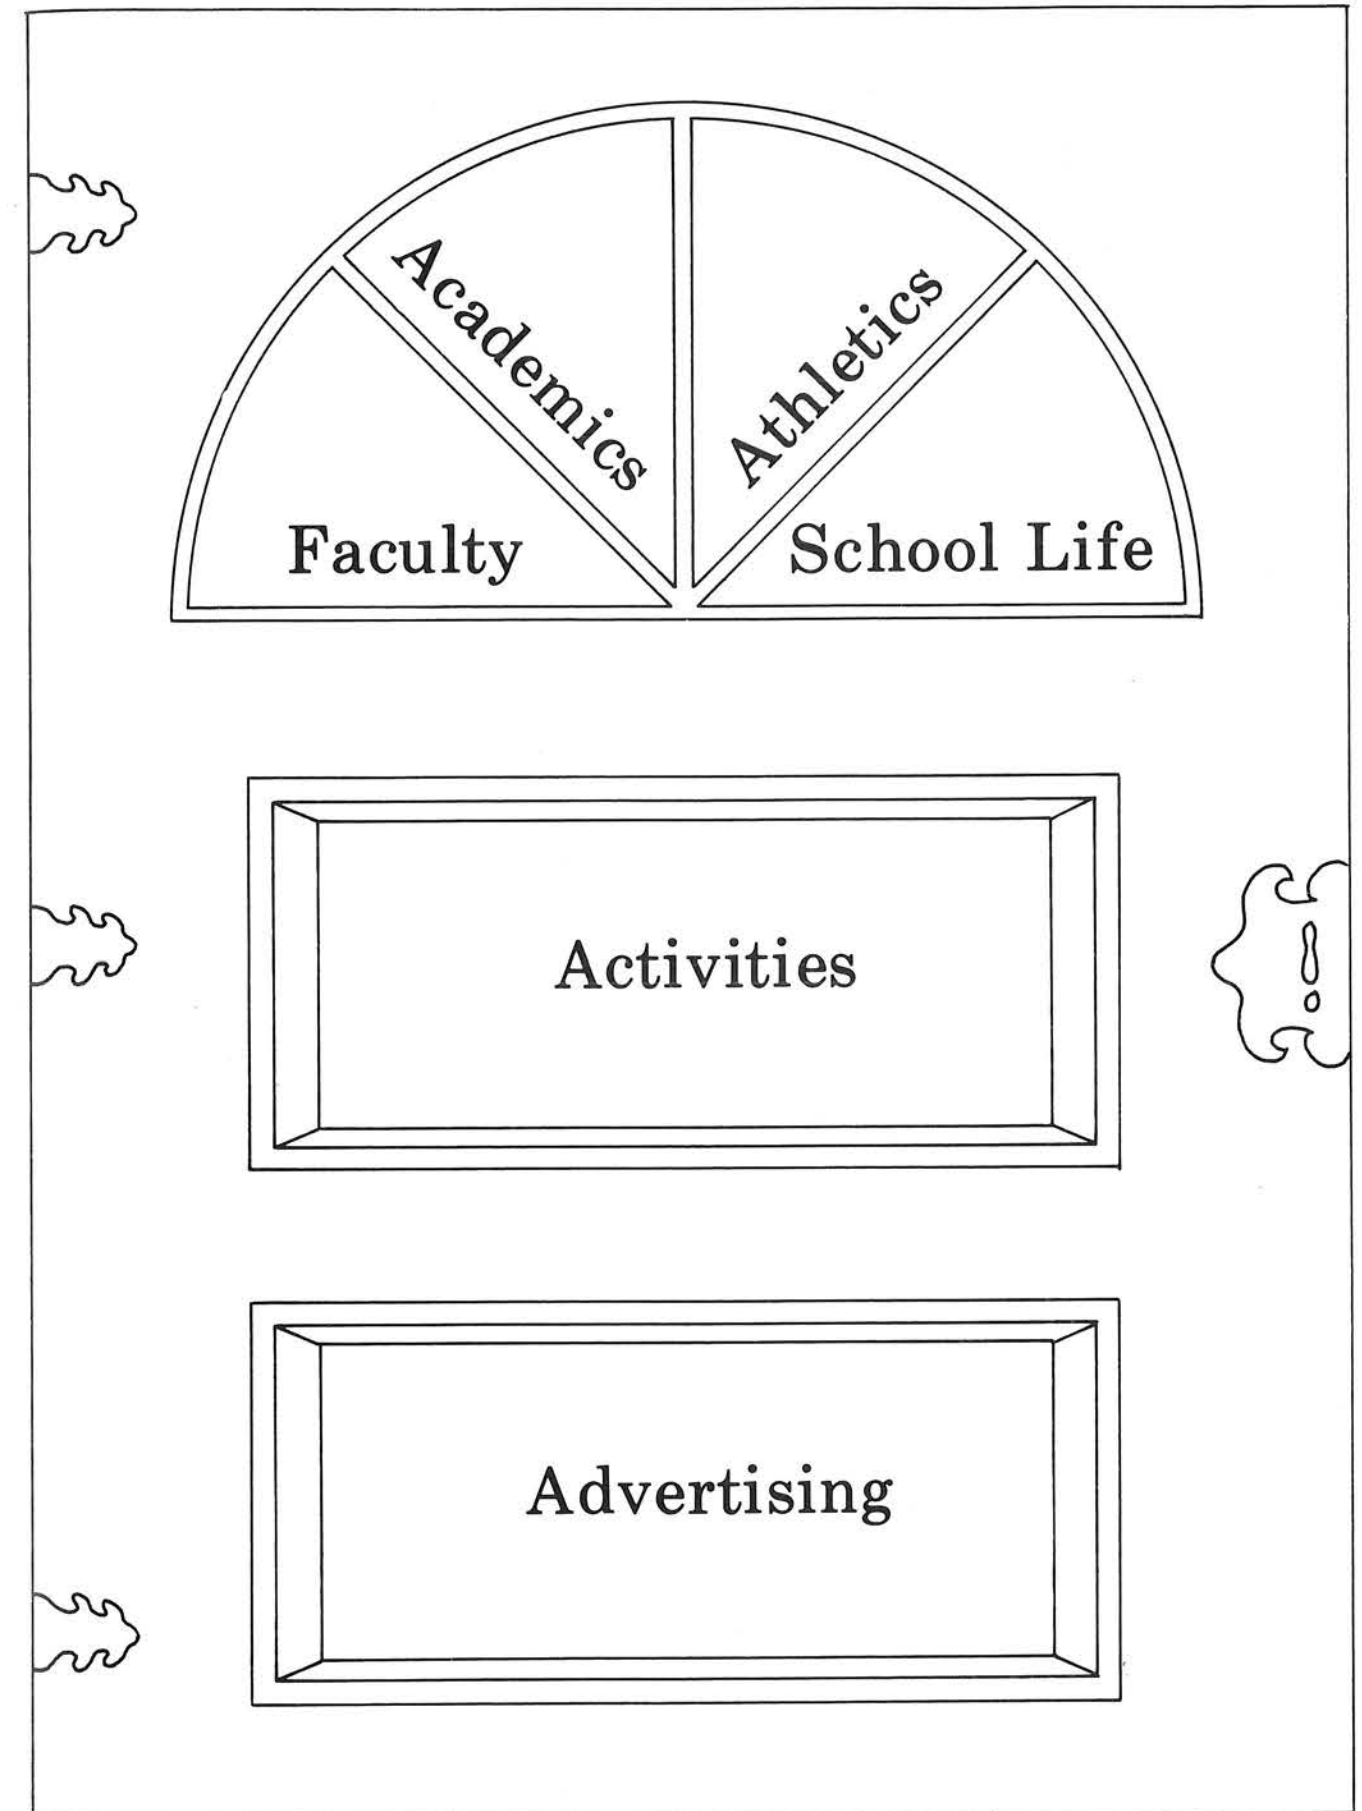 Faculty
Academics
Athletics
School Life
Activities
Advertising